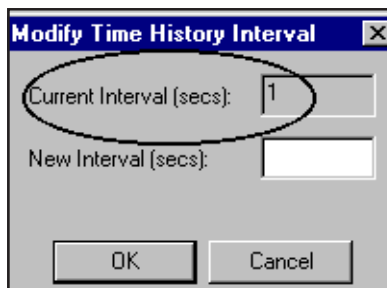 Modify Time History Interval
Current Interval (secs): 1
New Interval (secs):
OK Cancel